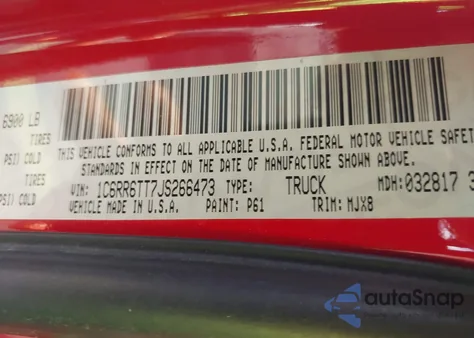 6900 LB
TIRES
PSI) COLD
TIRES
PSI) COLD
THIS VEHICLE CONFORMS TO ALL APPLICABLE U.S.A. FEDERAL MOTOR VEHICLE SAFET
STANDARDS IN EFFECT ON THE DATE OF MANUFACTURE SHOWN ABOVE.
VIN: 1C6RR6TT7JS266473 TYPE: TRUCK MDH: 032817 3
VEHICLE MADE IN U.S.A. PAINT: P61 TRIM: MJX8
autaSnap